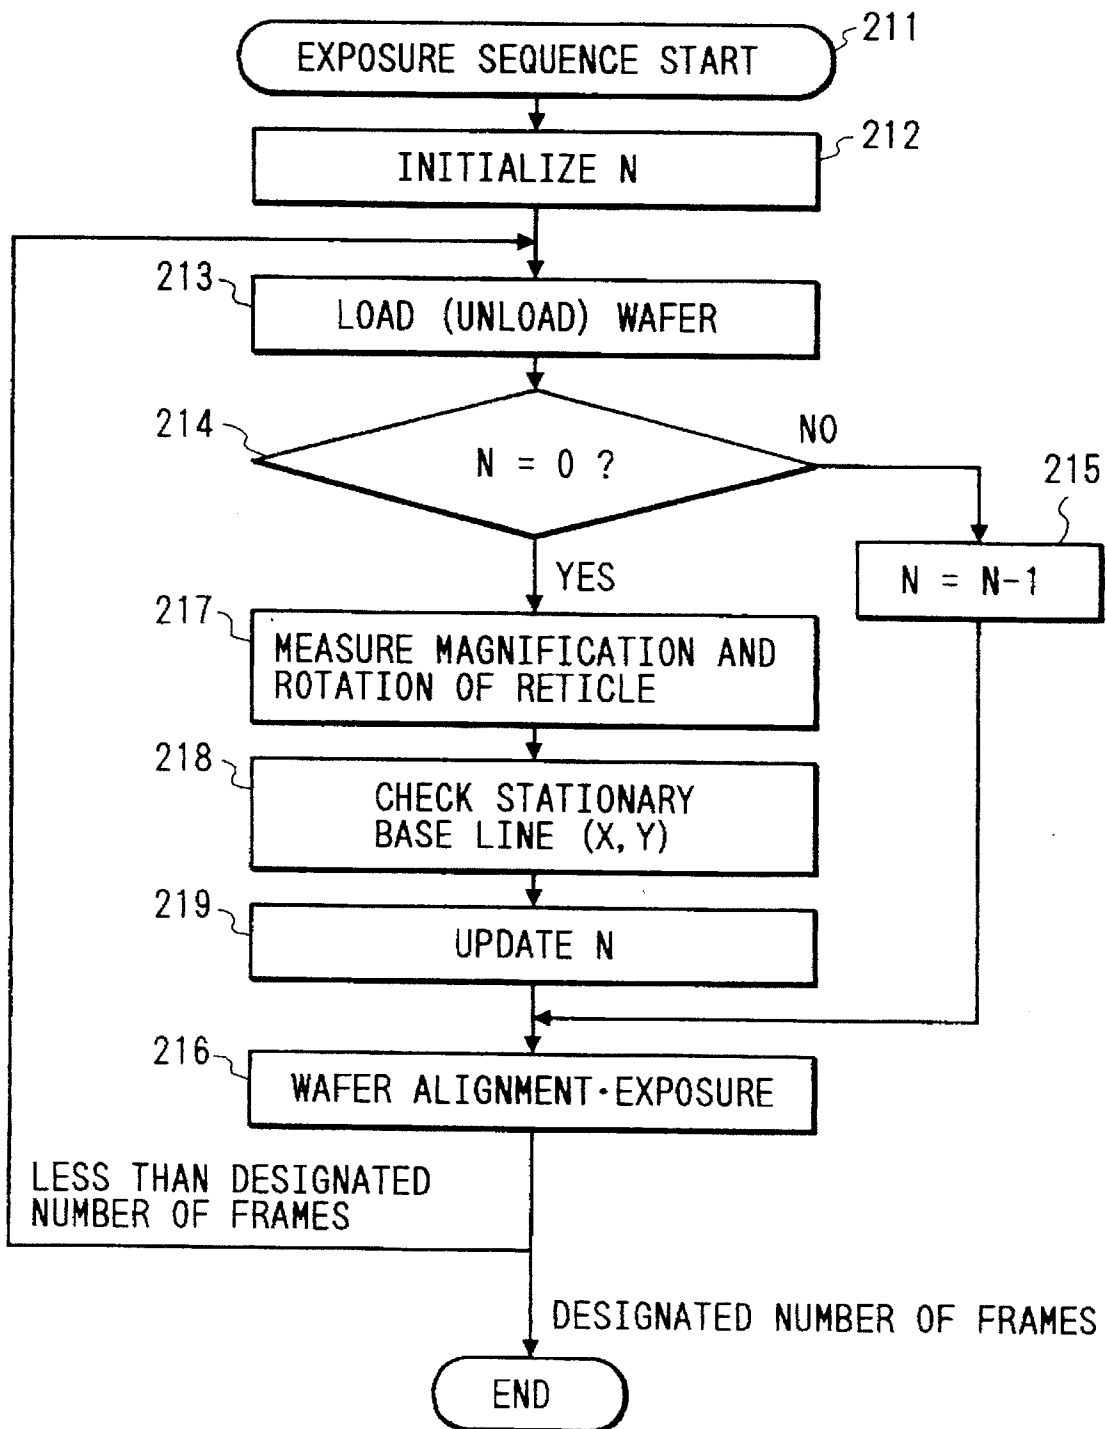 EXPOSURE SEQUENCE START
211
INITIALIZE N
212
213
LOAD (UNLOAD) WAFER
214
N = 0 ?
NO
215
N = N-1
YES
217
MEASURE MAGNIFICATION AND
ROTATION OF RETICLE
218
CHECK STATIONARY
BASE LINE (X, Y)
219
UPDATE N
216
WAFER ALIGNMENT・EXPOSURE
LESS THAN DESIGNATED
NUMBER OF FRAMES
DESIGNATED NUMBER OF FRAMES
END